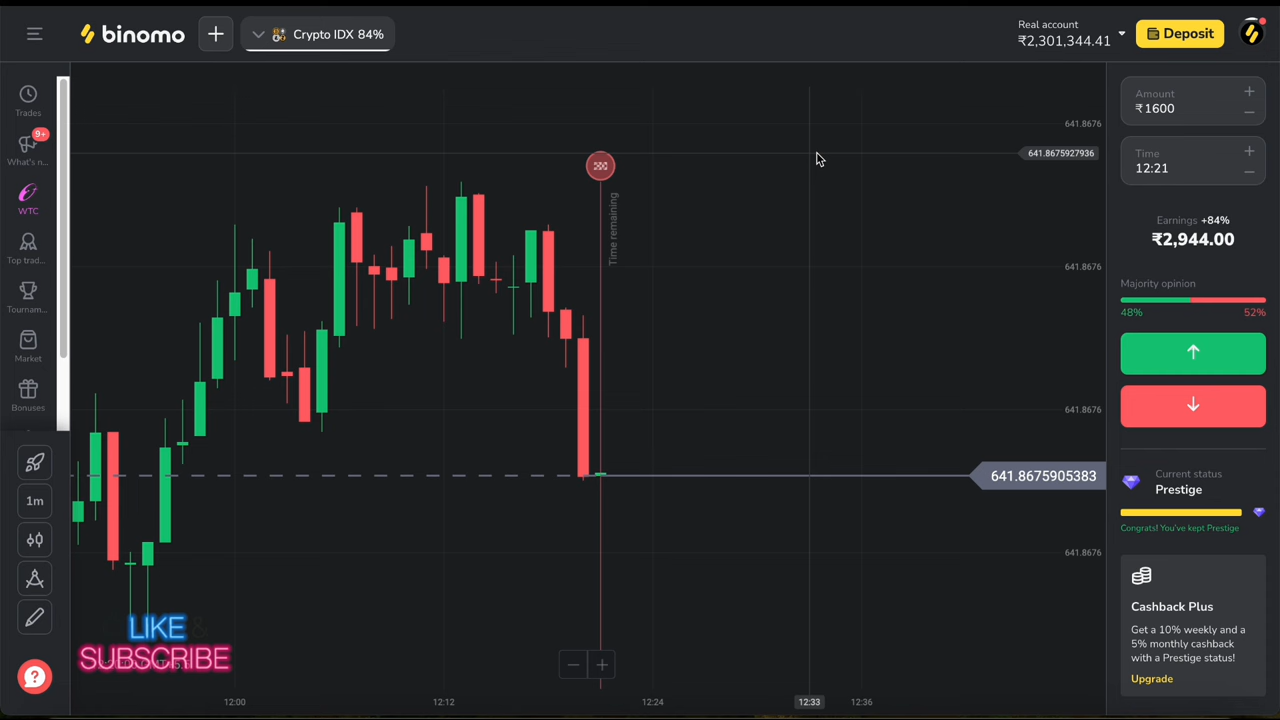 binomo
+
Crypto IDX 84%
Real account
₹2,301,344.41
Deposit
Trades
9+
What's n...
WTC
Top trad...
Tournam...
Market
Bonuses
1m
?
LIKE &
SUBSCRIBE
Time remaining
641.8676
641.8675927936
641.8676
641.8676
641.8675905383
641.8676
− +
12:00
12:12
12:24
12:33
12:36
Amount
₹1600
+
−
Time
12:21
+
−
Earnings +84%
₹2,944.00
Majority opinion
48% 52%
Current status
Prestige
Congrats! You've kept Prestige
Cashback Plus
Get a 10% weekly and a
5% monthly cashback
with a Prestige status!
Upgrade